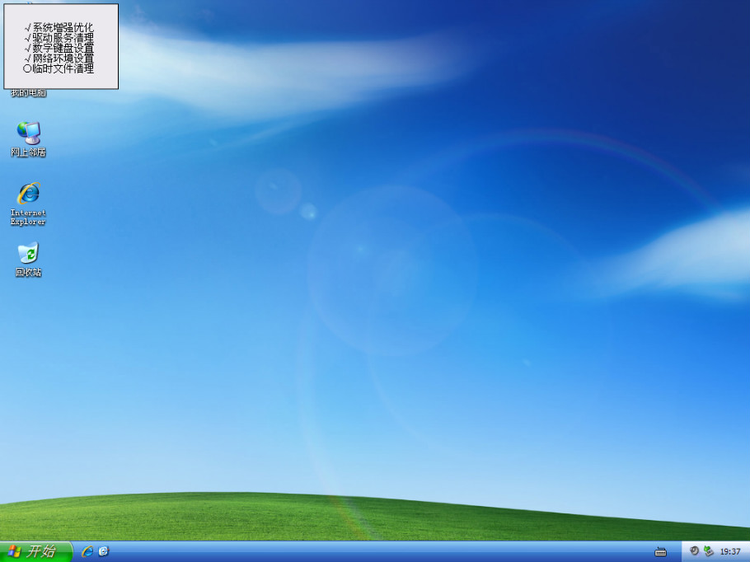 √系统增强优化
√驱动服务清理
√数字键盘设置
√网络环境设置
○临时文件清理
我的电脑
网上邻居
Internet
Explorer
回收站
开始
19:37